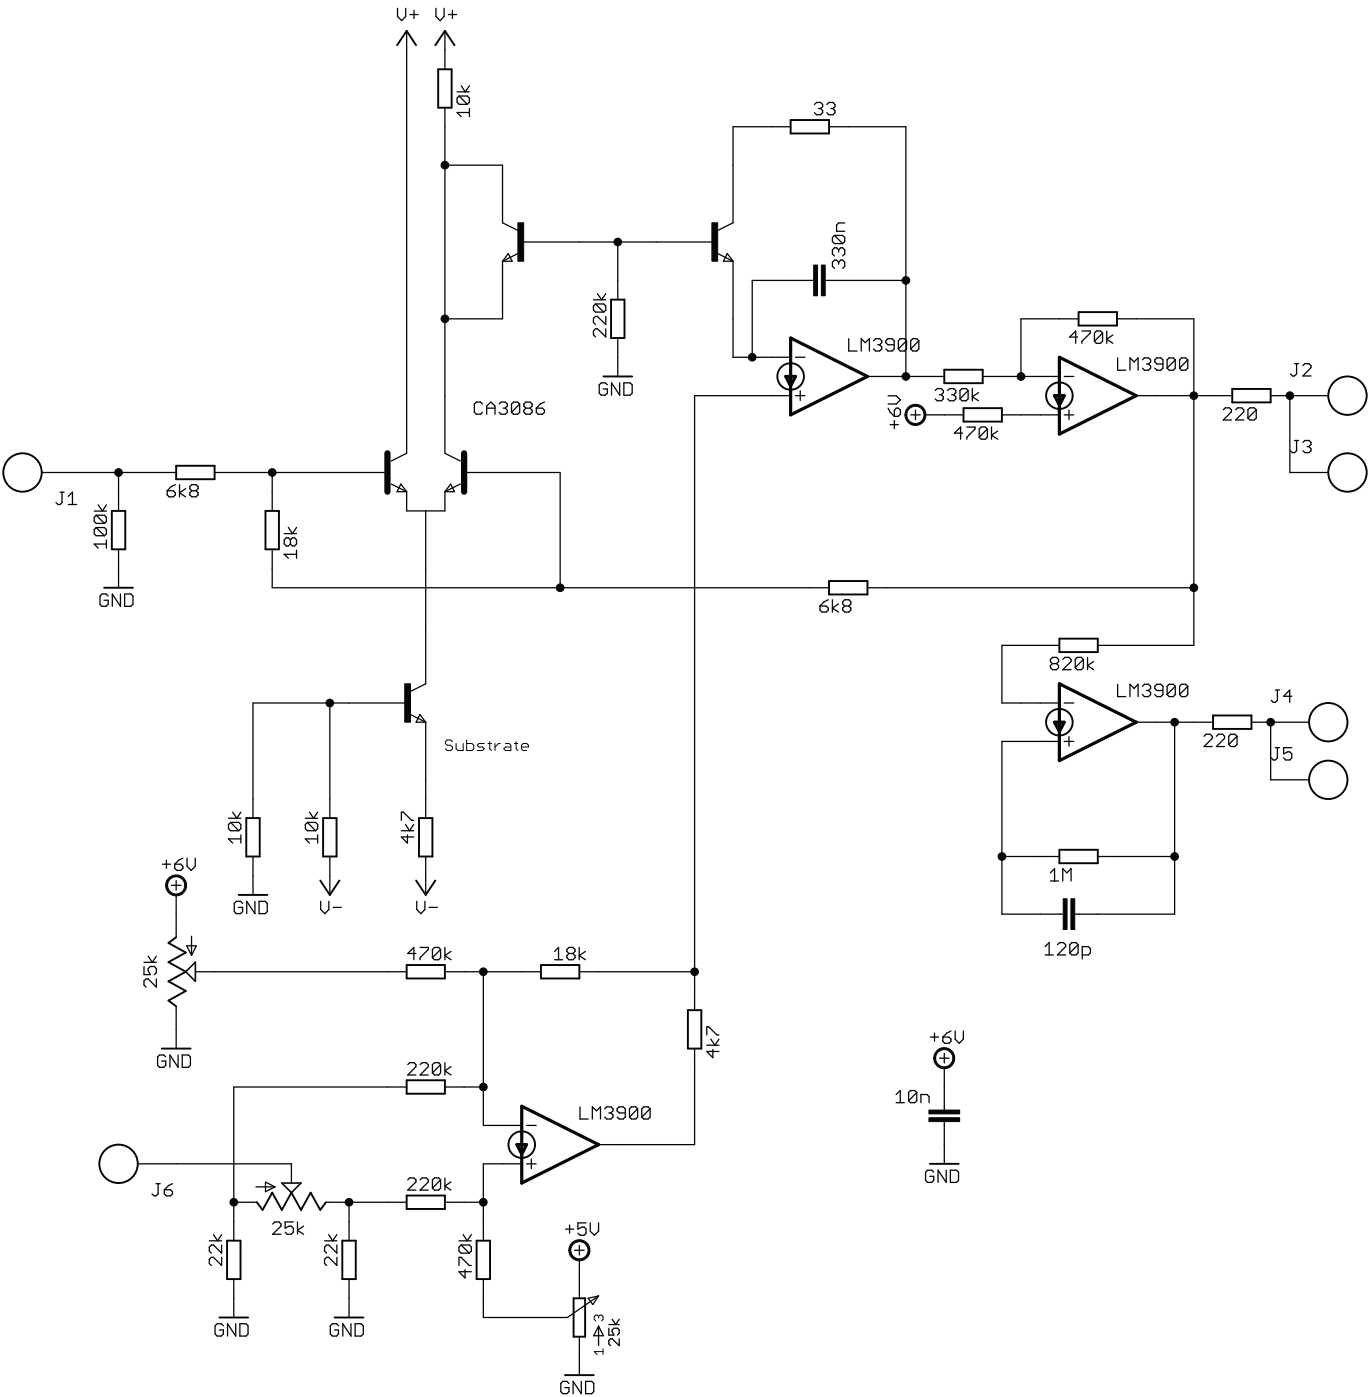 V+
V+
10k
33
330n
220k
GND
LM3900
470k
LM3900
330k
+6V
470k
J2
220
J3
CA3086
J1
6k8
100k
18k
GND
6k8
820k
LM3900
J4
220
J5
Substrate
10k
10k
4k7
1M
120p
+6V
GND
V-
V-
25k
470k
18k
GND
4k7
220k
+6V
10n
LM3900
GND
J6
220k
25k
22k
22k
470k
+5V
GND
GND
1 3
25k
GND